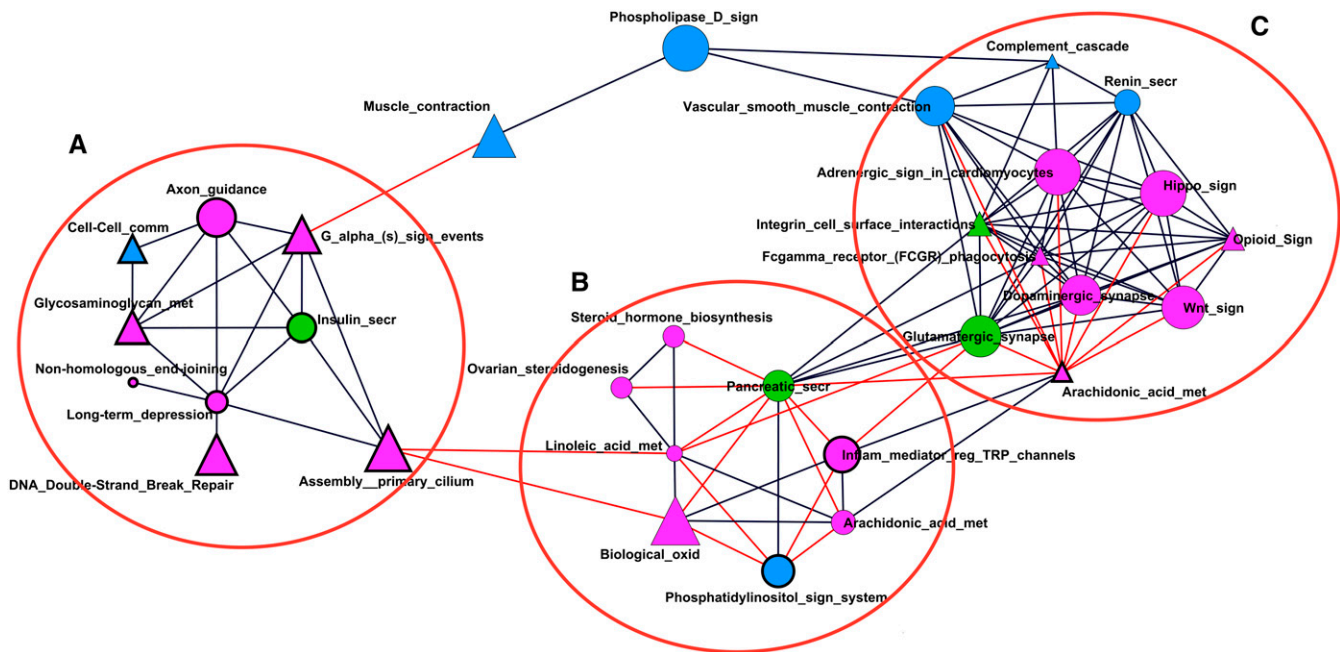 Phospholipase_D_sign
C
Complement_cascade
Renin_secr
Muscle_contraction
Vascular_smooth_muscle_contraction
A
Adrenergic_sign_in_cardiomyocytes
Hippo_sign
Axon_guidance
Cell-Cell_comm
G_alpha_(s)_sign_events
Integrin_cell_surface_interactions
Opioid_Sign
Fcgamma_receptor_(FCGR)_phagocytosis
B
Glycosaminoglycan_met
Dopaminergic_synapse
Wnt_sign
Insulin_secr
Steroid_hormone_biosynthesis
Glutamatergic_synapse
Non-homologous_end-joining
Ovarian_steroidogenesis
Pancreatic_secr
Arachidonic_acid_met
Long-term_depression
Linoleic_acid_met
Inflam_mediator_reg_TRP_channels
DNA_Double-Strand_Break_Repair
Assembly__primary_cilium
Arachidonic_acid_met
Biological_oxid
Phosphatidylinositol_sign_system